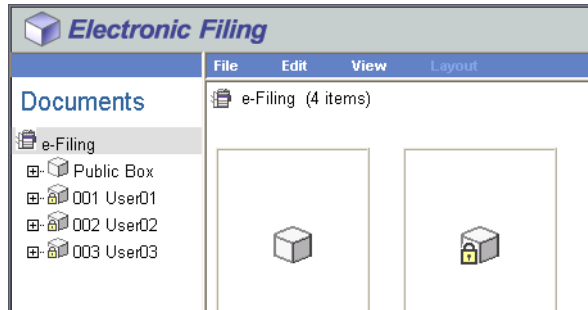 Electronic Filing
File Edit View Layout
Documents
e-Filing (4 items)
e-Filing
Public Box
001 User01
002 User02
003 User03